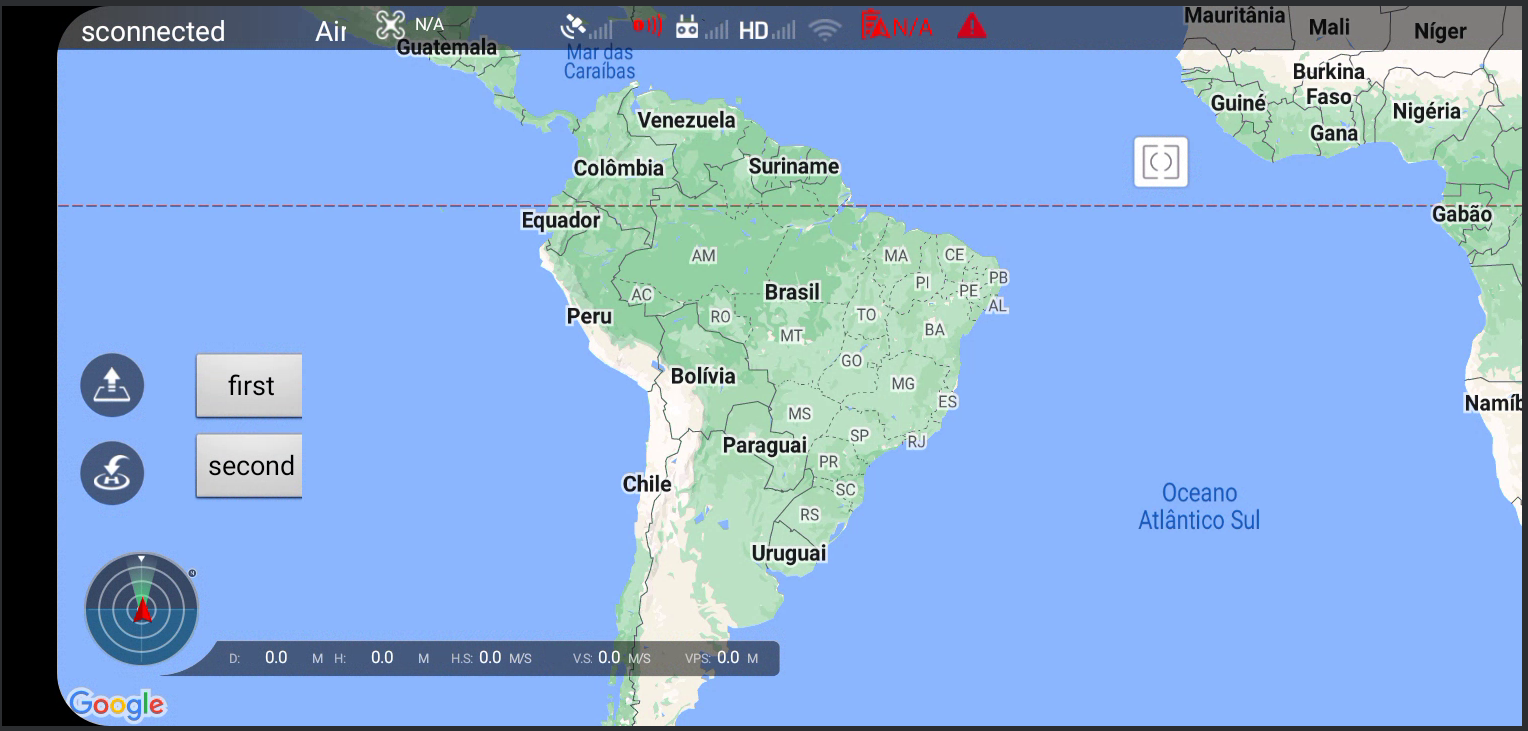 sconnected
Air
N/A
HD
N/A
Mauritânia
Mali
Níger
Guatemala
Mar das
Caraíbas
Burkina
Faso
Guiné
Nigéria
Gana
Venezuela
Colômbia
Suriname
Equador
Gabão
AM
MA
CE
PI
PB
PE
AC
Brasil
AL
Peru
RO
TO
MT
BA
GO
Bolívia
MG
ES
Namíb
MS
Paraguai
SP
RJ
PR
Chile
SC
RS
Oceano
Atlântico Sul
Uruguai
first
second
N
D: 0.0 M H: 0.0 M H.S: 0.0 M/S V.S: 0.0 M/S VPS: 0.0 M
Google